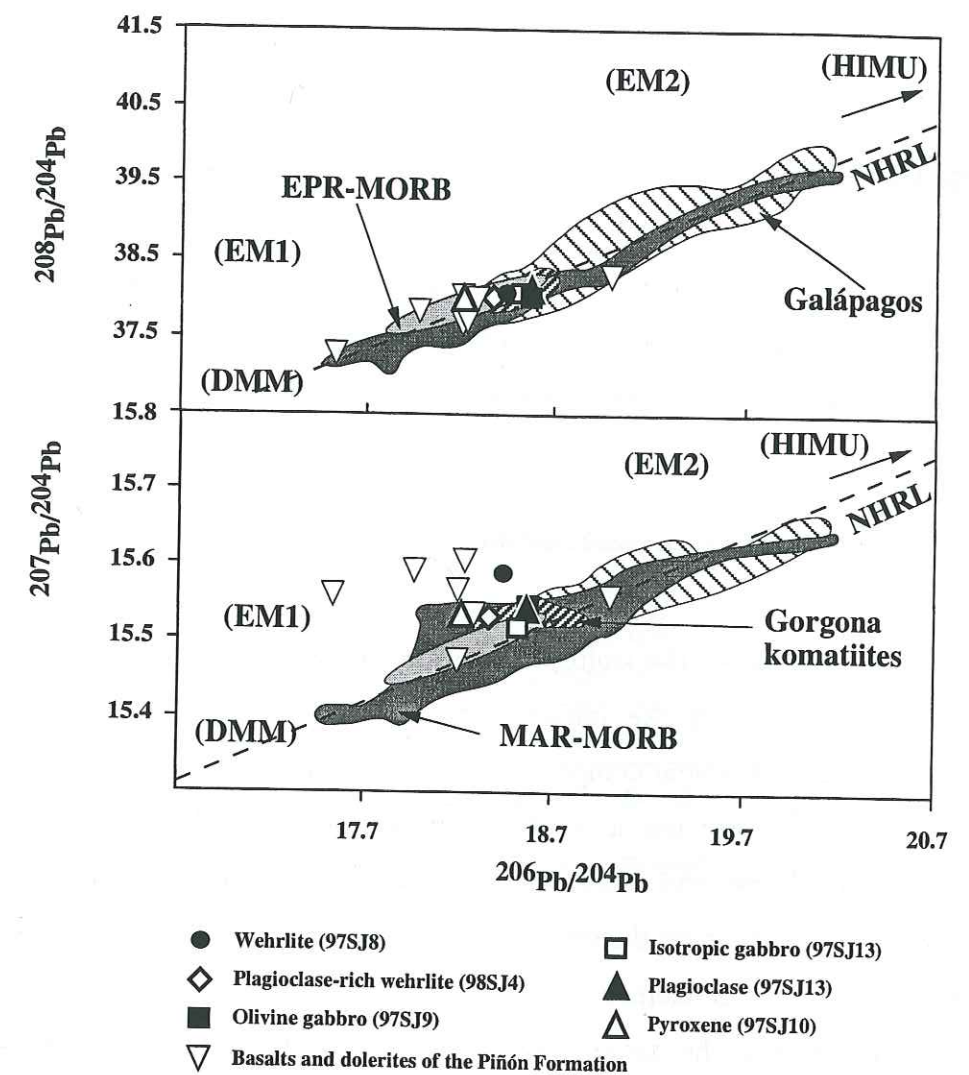 41.5
40.5
39.5
38.5
37.5
15.8
208Pb/204Pb
(HIMU)
(EM2)
NHRL
EPR-MORB
(EM1)
Galápagos
(DMM)
15.7
15.6
15.5
15.4
207Pb/204Pb
(HIMU)
(EM2)
NHRL
(EM1)
Gorgona
komatiites
(DMM)
MAR-MORB
17.7 18.7 19.7 20.7
206Pb/204Pb
Wehrlite (97SJ8)
Plagioclase-rich wehrlite (98SJ4)
Olivine gabbro (97SJ9)
Basalts and dolerites of the Piñón Formation
Isotropic gabbro (97SJ13)
Plagioclase (97SJ13)
Pyroxene (97SJ10)